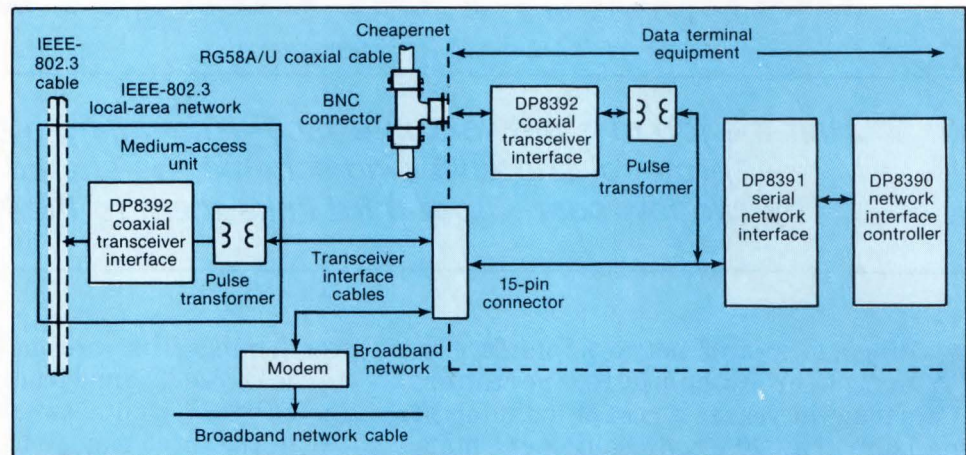 IEEE-
802.3
cable
IEEE-802.3
local-area network
Medium-access
unit
DP8392
coaxial
transceiver
interface
Pulse
transformer
Cheapernet
RG58A/U coaxial cable
BNC
connector
Data terminal
equipment
DP8392
coaxial
transceiver
interface
Pulse
transformer
DP8391
serial
network
interface
DP8390
network
interface
controller
Transceiver
interface
cables
15-pin
connector
Broadband
network
Modem
Broadband network cable